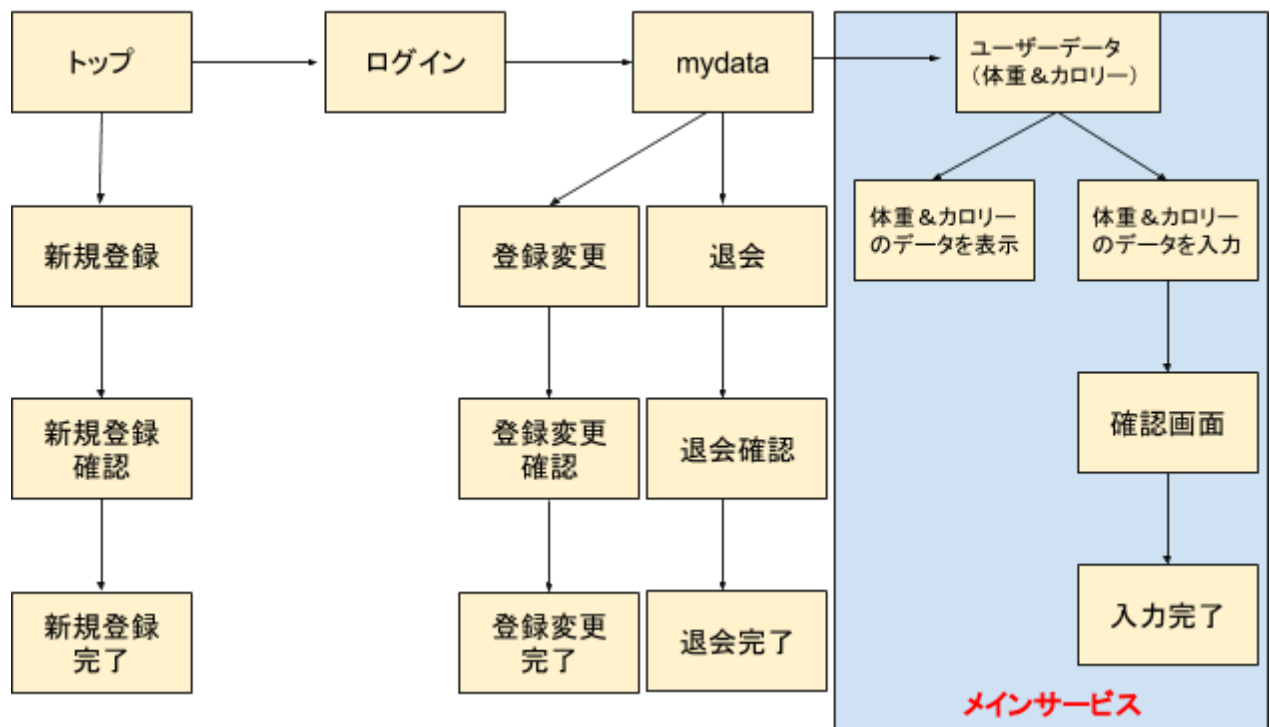 トップ
ログイン
mydata
ユーザーデータ
(体重＆カロリー)
体重＆カロリー
のデータを表示
体重＆カロリー
のデータを入力
新規登録
登録変更
退会
新規登録
確認
登録変更
確認
退会確認
確認画面
新規登録
完了
登録変更
完了
退会完了
入力完了
メインサービス